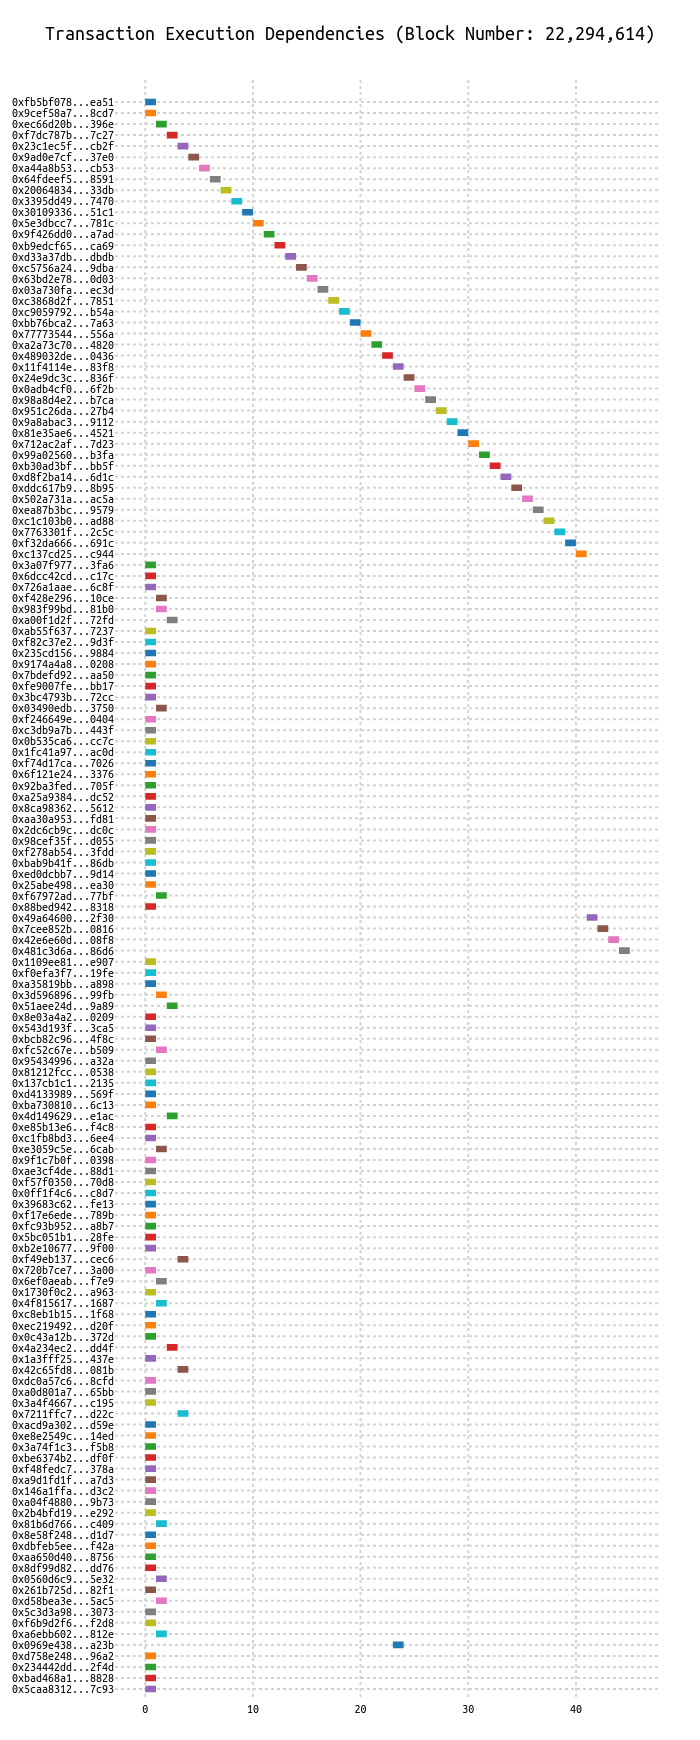 Transaction Execution Dependencies (Block Number: 22,294,614)
0xfb5bf078...ea51
0x9cef58a7...8cd7
0xec66d20b...396e
0xf7dc787b...7c27
0x23c1ec5f...cb2f
0x9ad0e7cf...37e0
0xa44a8b53...cb53
0x64fdeef5...8591
0x20064834...33db
0x3395dd49...7470
0x30109336...51c1
0x5e3dbcc7...781c
0x9f426dd0...a7ad
0xb9edcf65...ca69
0xd33a37db...dbdb
0xc5756a24...9dba
0x63bd2e78...0d03
0x03a730fa...ec3d
0xc3868d2f...7851
0xc9059792...b54a
0xbb76bca2...7a63
0x77773544...556a
0xa2a73c70...4820
0x489032de...0436
0x11f4114e...83f8
0x24e9dc3c...836f
0x0adb4cf0...6f2b
0x98a8d4e2...b7ca
0x951c26da...27b4
0x9a8abac3...9112
0x81e35ae6...4521
0x712ac2af...7d23
0x99a02560...b3fa
0xb30ad3bf...bb5f
0xd8f2ba14...6d1c
0xddc617b9...8b95
0x502a731a...ac5a
0xea87b3bc...9579
0xc1c103b0...ad88
0x7763301f...2c5c
0xf32da666...691c
0xc137cd25...c944
0x3a07f977...3fa6
0x6dcc42cd...c17c
0x726a1aae...6c8f
0xf428e296...10ce
0x983f99bd...81b0
0xa00f1d2f...72fd
0xab55f637...7237
0xf82c37e2...9d3f
0x235cd156...9884
0x9174a4a8...0208
0x7bdefd92...aa50
0xfe9007fe...bb17
0x3bc4793b...72cc
0x03490edb...3750
0xf246649e...0404
0xc3db9a7b...443f
0x0b535ca6...cc7c
0x1fc41a97...ac0d
0xf74d17ca...7026
0x6f121e24...3376
0x92ba3fed...705f
0xa25a9384...dc52
0x8ca98362...5612
0xaa30a953...fd81
0x2dc6cb9c...dc0c
0x98cef35f...d055
0xf278ab54...3fdd
0xbab9b41f...86db
0xed0dcbb7...9d14
0x25abe498...ea30
0xf67972ad...77bf
0x88bed942...8318
0x49a64600...2f30
0x7cee852b...0816
0x42e6e60d...08f8
0x481c3d6a...86d6
0x1109ee81...e907
0xf0efa3f7...19fe
0xa35819bb...a898
0x3d596896...99fb
0x51aee24d...9a89
0x8e03a4a2...0209
0x543d193f...3ca5
0xbcb82c96...4f8c
0xfc52c67e...b509
0x95434996...a32a
0x81212fcc...0538
0x137cb1c1...2135
0xd4133989...569f
0xba730810...6c13
0x4d149629...e1ac
0xe85b13e6...f4c8
0xc1fb8bd3...6ee4
0xe3059c5e...6cab
0x9f1c7b0f...0398
0xae3cf4de...88d1
0xf57f0350...70d8
0x0ff1f4c6...c8d7
0x39683c62...fe13
0xf17e6ede...789b
0xfc93b952...a8b7
0x5bc051b1...28fe
0xb2e10677...9f00
0xf49eb137...cec6
0x720b7ce7...3a00
0x6ef0aeab...f7e9
0x1730f0c2...a963
0x4f815617...1687
0xc8eb1b15...1f68
0xec219492...d20f
0x0c43a12b...372d
0x4a234ec2...dd4f
0x1a3fff25...437e
0x42c65fd8...081b
0xdc0a57c6...8cfd
0xa0d801a7...65bb
0x3a4f4667...c195
0x7211ffc7...d22c
0xacd9a302...d59e
0xe8e2549c...14ed
0x3a74f1c3...f5b8
0xbe6374b2...df0f
0xf48fedc7...378a
0xa9d1fd1f...a7d3
0x146a1ffa...d3c2
0xa04f4880...9b73
0x2b4bfd19...e292
0x81b6d766...c409
0x8e58f248...d1d7
0xdbfeb5ee...f42a
0xaa650d40...8756
0x8df99d82...dd76
0x0560d6c9...5e32
0x261b725d...82f1
0xd58bea3e...5ac5
0x5c3d3a98...3073
0xf6b9d2f6...f2d8
0xa6ebb602...812e
0x0969e438...a23b
0xd758e248...96a2
0x234442dd...2f4d
0xbad468a1...8828
0x5caa8312...7c93
0 10 20 30 40